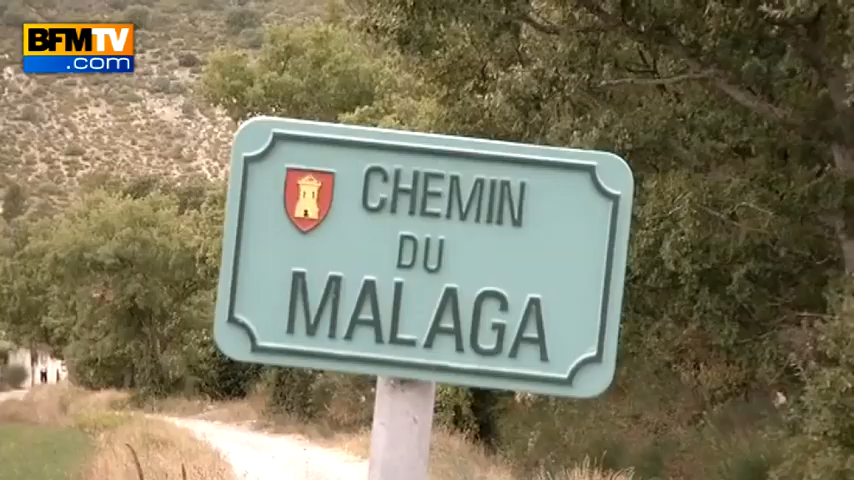 BFMTV
.com
CHEMIN
DU
MALAGA